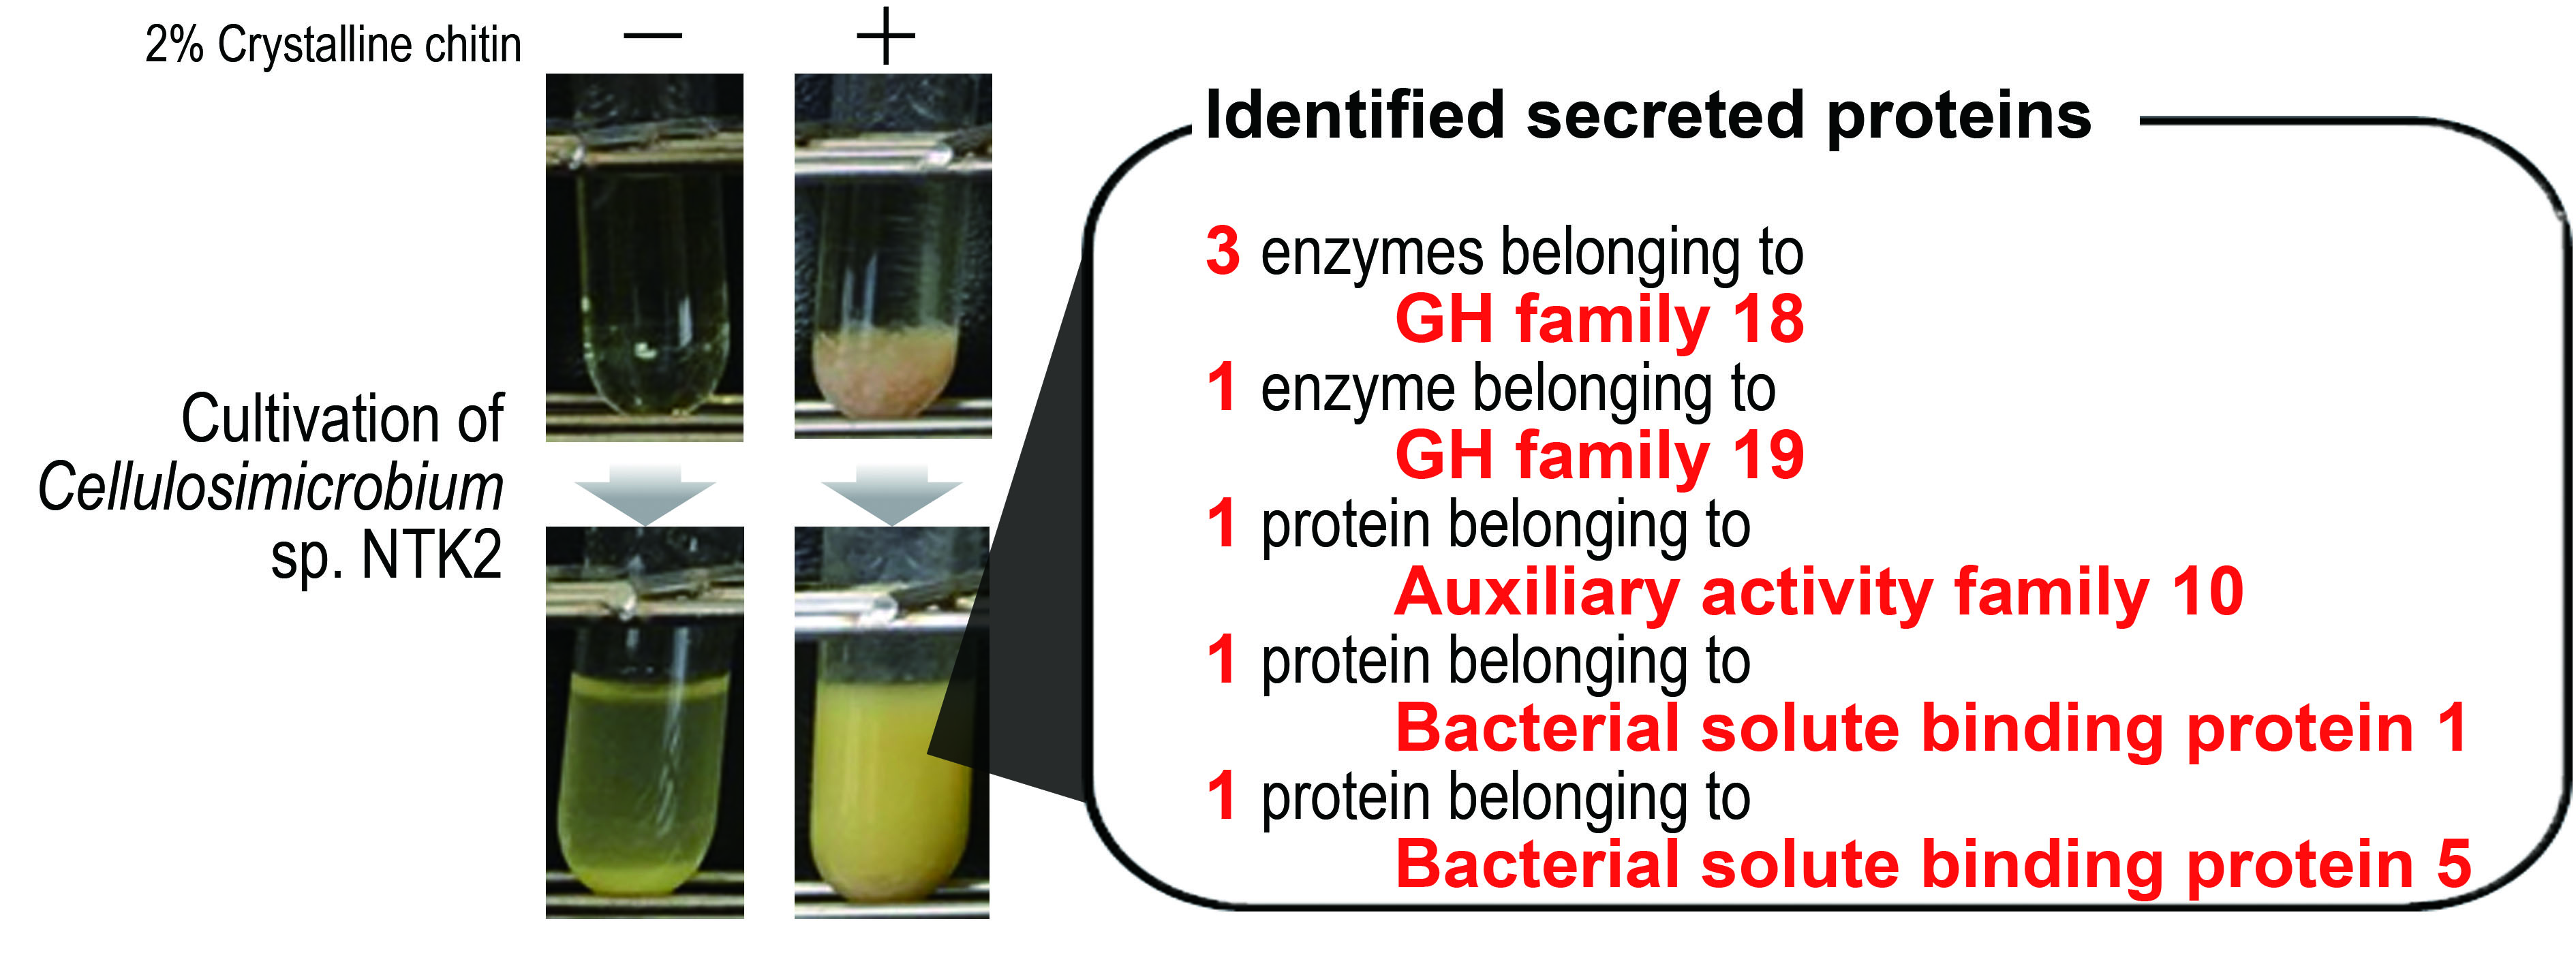 2% Crystalline chitin
− +
Cultivation of
Cellulosimicrobium
sp. NTK2
Identified secreted proteins
3 enzymes belonging to
GH family 18
1 enzyme belonging to
GH family 19
1 protein belonging to
Auxiliary activity family 10
1 protein belonging to
Bacterial solute binding protein 1
1 protein belonging to
Bacterial solute binding protein 5